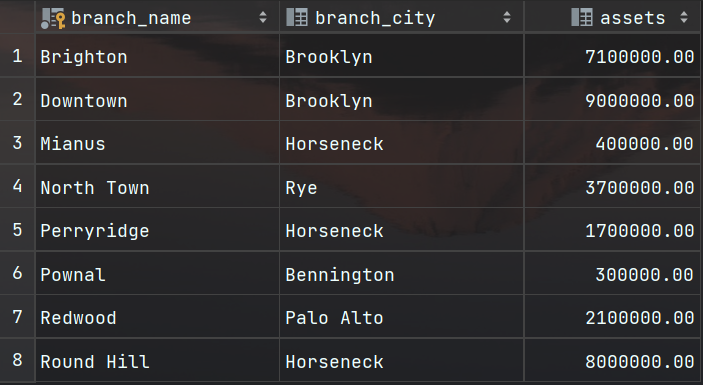 branch_name branch_city assets
1 Brighton Brooklyn 7100000.00
2 Downtown Brooklyn 9000000.00
3 Mianus Horseneck 400000.00
4 North Town Rye 3700000.00
5 Perryridge Horseneck 1700000.00
6 Pownal Bennington 300000.00
7 Redwood Palo Alto 2100000.00
8 Round Hill Horseneck 8000000.00